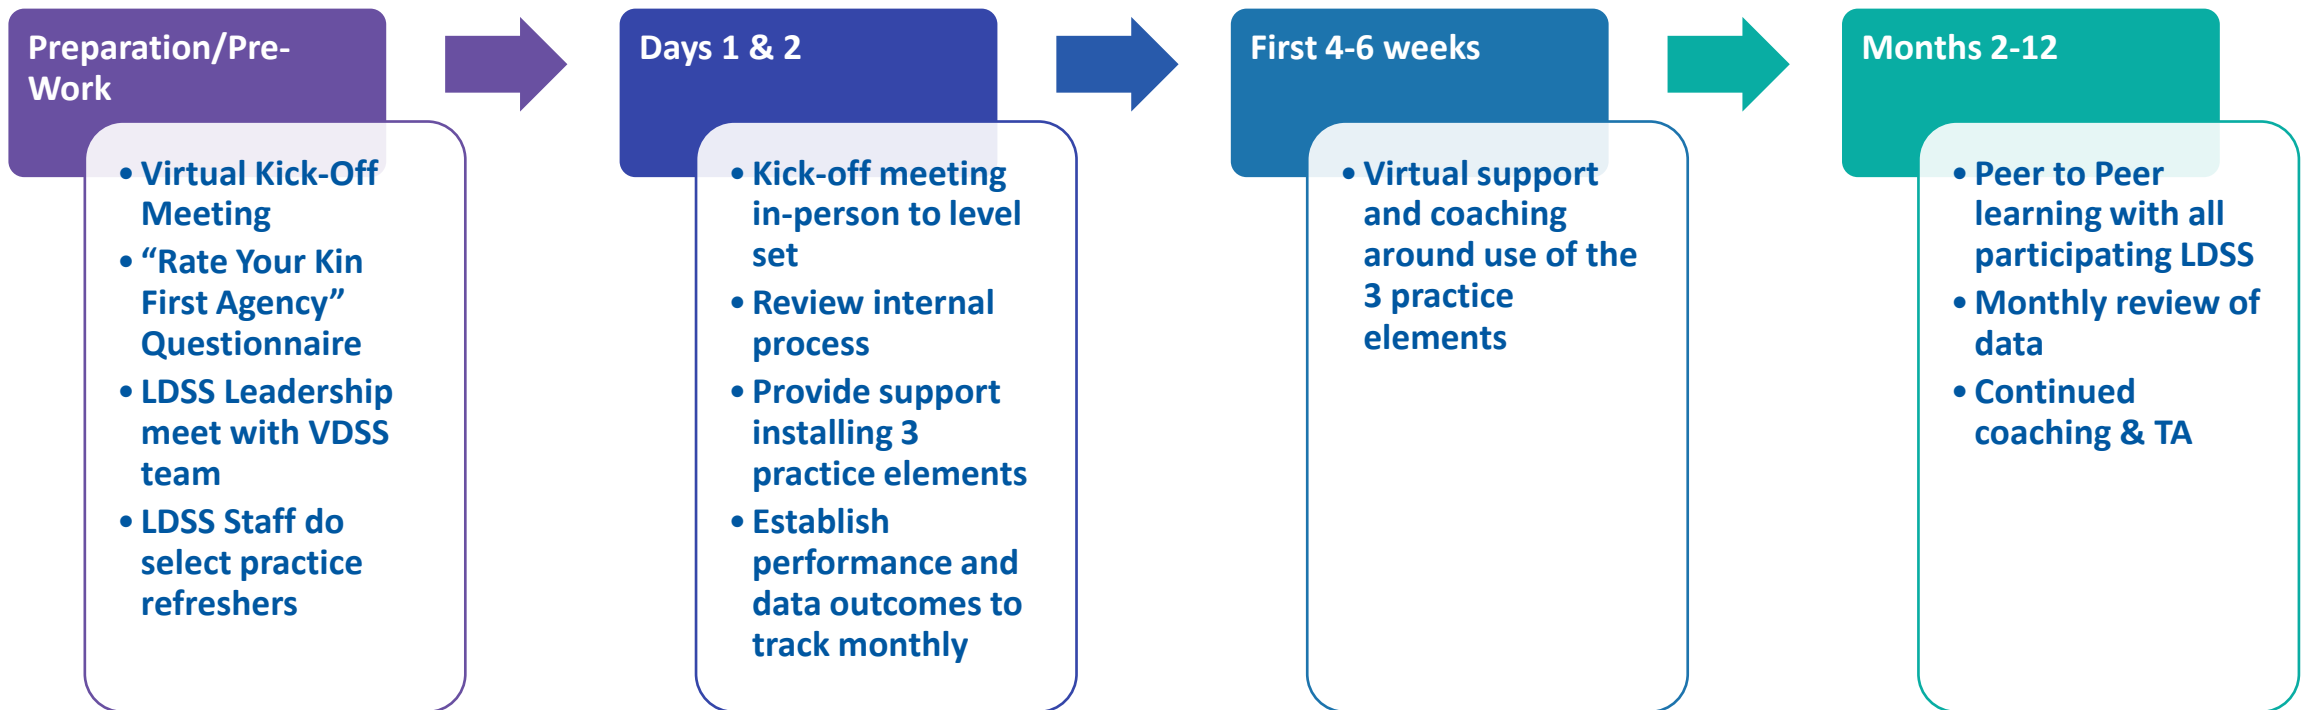 Preparation/Pre-
Work
• Virtual Kick-Off
Meeting
• “Rate Your Kin
First Agency”
Questionnaire
• LDSS Leadership
meet with VDSS
team
• LDSS Staff do
select practice
refreshers
Days 1 & 2
• Kick-off meeting
in-person to level
set
• Review internal
process
• Provide support
installing 3
practice elements
• Establish
performance and
data outcomes to
track monthly
First 4-6 weeks
• Virtual support
and coaching
around use of the
3 practice
elements
Months 2-12
• Peer to Peer
learning with all
participating LDSS
• Monthly review of
data
• Continued
coaching & TA